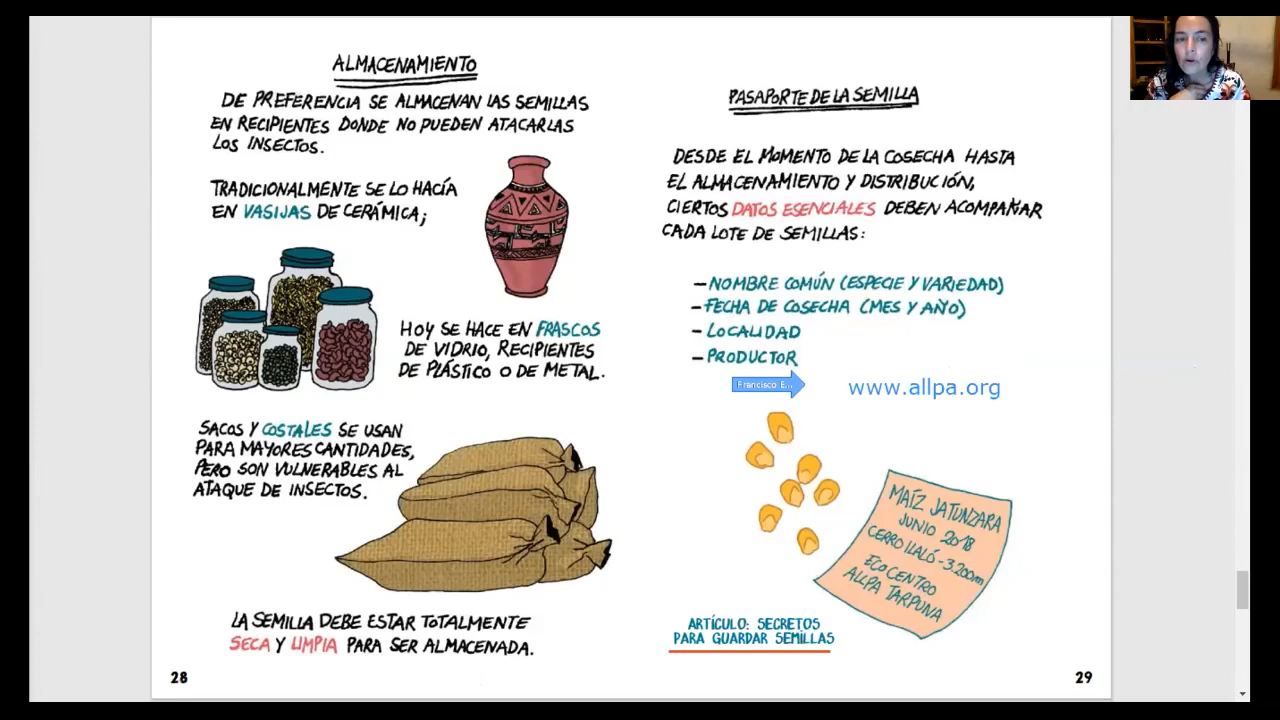 ALMACENAMIENTO
DE PREFERENCIA SE ALMACENAN LAS SEMILLAS
EN RECIPIENTES DONDE NO PUEDEN ATACARLAS
LOS INSECTOS.
TRADICIONALMENTE SE LO HACÍA
EN VASIJAS DE CERÁMICA;
HOY SE HACE EN FRASCOS
DE VIDRIO, RECIPIENTES
DE PLÁSTICO O DE METAL.
SACOS Y COSTALES SE USAN
PARA MAYORES CANTIDADES,
PERO SON VULNERABLES AL
ATAQUE DE INSECTOS.
LA SEMILLA DEBE ESTAR TOTALMENTE
SECA Y LIMPIA PARA SER ALMACENADA.
28
PASAPORTE DE LA SEMILLA
DESDE EL MOMENTO DE LA COSECHA HASTA
EL ALMACENAMIENTO Y DISTRIBUCIÓN,
CIERTOS DATOS ESENCIALES DEBEN ACOMPAÑAR
CADA LOTE DE SEMILLAS:
- NOMBRE COMÚN (ESPECIE Y VARIEDAD)
- FECHA DE COSECHA (MES Y AÑO)
- LOCALIDAD
- PRODUCTOR
Francisco E...
www.allpa.org
MAÍZ JATUNZARA
JUNIO 2018
CERRO ILALÓ - 3.200m
ECOCENTRO
ALLPA TARPUNA
ARTÍCULO: SECRETOS
PARA GUARDAR SEMILLAS
29